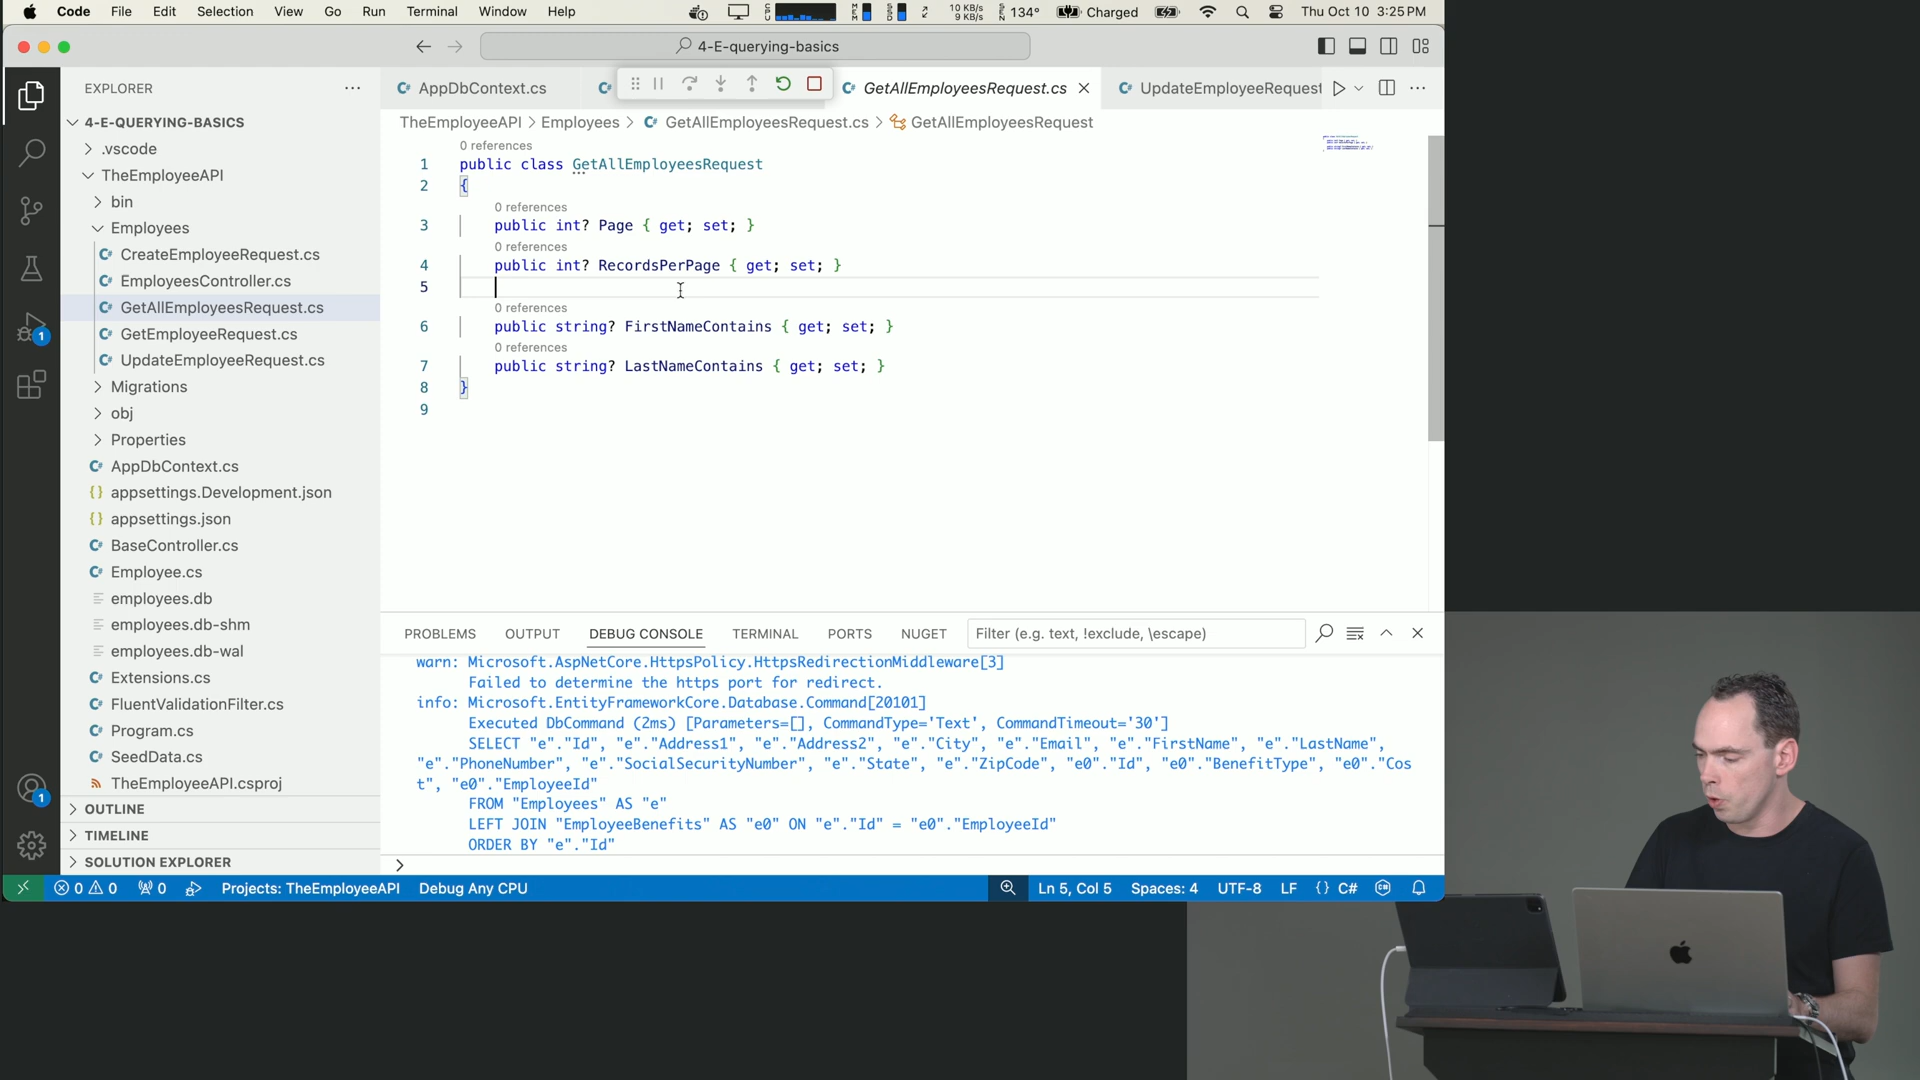 Code File Edit Selection View Go Run Terminal Window Help
10 KB/s
9 KB/s
134° Charged Thu Oct 10 3:25 PM
4-E-querying-basics
EXPLORER
4-E-QUERYING-BASICS
.vscode
TheEmployeeAPI
bin
Employees
CreateEmployeeRequest.cs
EmployeesController.cs
GetAllEmployeesRequest.cs
GetEmployeeRequest.cs
UpdateEmployeeRequest.cs
Migrations
obj
Properties
AppDbContext.cs
appsettings.Development.json
appsettings.json
BaseController.cs
Employee.cs
employees.db
employees.db-shm
employees.db-wal
Extensions.cs
FluentValidationFilter.cs
Program.cs
SeedData.cs
TheEmployeeAPI.csproj
OUTLINE
TIMELINE
SOLUTION EXPLORER
1
1
AppDbContext.cs GetAllEmployeesRequest.cs UpdateEmployeeRequest
TheEmployeeAPI > Employees > GetAllEmployeesRequest.cs > GetAllEmployeesRequest
0 references
1 public class GetAllEmployeesRequest
2 {
0 references
3 public int? Page { get; set; }
0 references
4 public int? RecordsPerPage { get; set; }
5
0 references
6 public string? FirstNameContains { get; set; }
0 references
7 public string? LastNameContains { get; set; }
8 }
9
PROBLEMS OUTPUT DEBUG CONSOLE TERMINAL PORTS NUGET Filter (e.g. text, !exclude, \escape)
warn: Microsoft.AspNetCore.HttpsPolicy.HttpsRedirectionMiddleware[3]
Failed to determine the https port for redirect.
info: Microsoft.EntityFrameworkCore.Database.Command[20101]
Executed DbCommand (2ms) [Parameters=[], CommandType='Text', CommandTimeout='30']
SELECT "e"."Id", "e"."Address1", "e"."Address2", "e"."City", "e"."Email", "e"."FirstName", "e"."LastName",
"e"."PhoneNumber", "e"."SocialSecurityNumber", "e"."State", "e"."ZipCode", "e0"."Id", "e0"."BenefitType", "e0"."Cos
t", "e0"."EmployeeId"
FROM "Employees" AS "e"
LEFT JOIN "EmployeeBenefits" AS "e0" ON "e"."Id" = "e0"."EmployeeId"
ORDER BY "e"."Id"
>
0 0 0 Projects: TheEmployeeAPI Debug Any CPU Ln 5, Col 5 Spaces: 4 UTF-8 LF {} C#